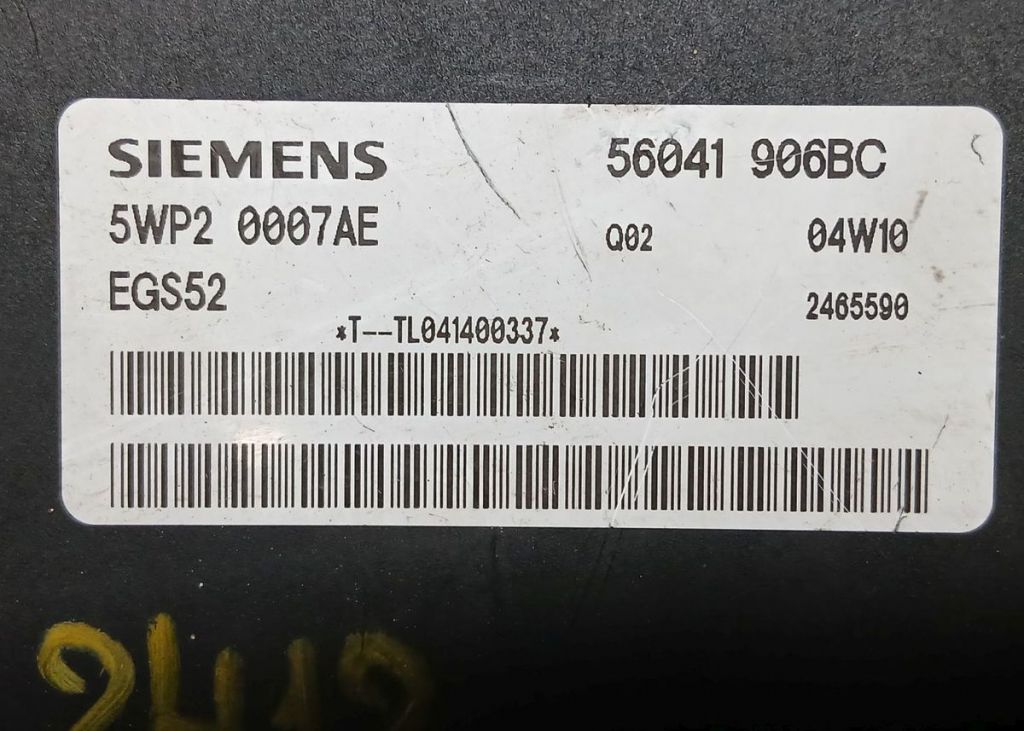 SIEMENS
56041 906BC
5WP2 0007AE
Q02
04W10
EGS52
2465590
*T--TL041400337*